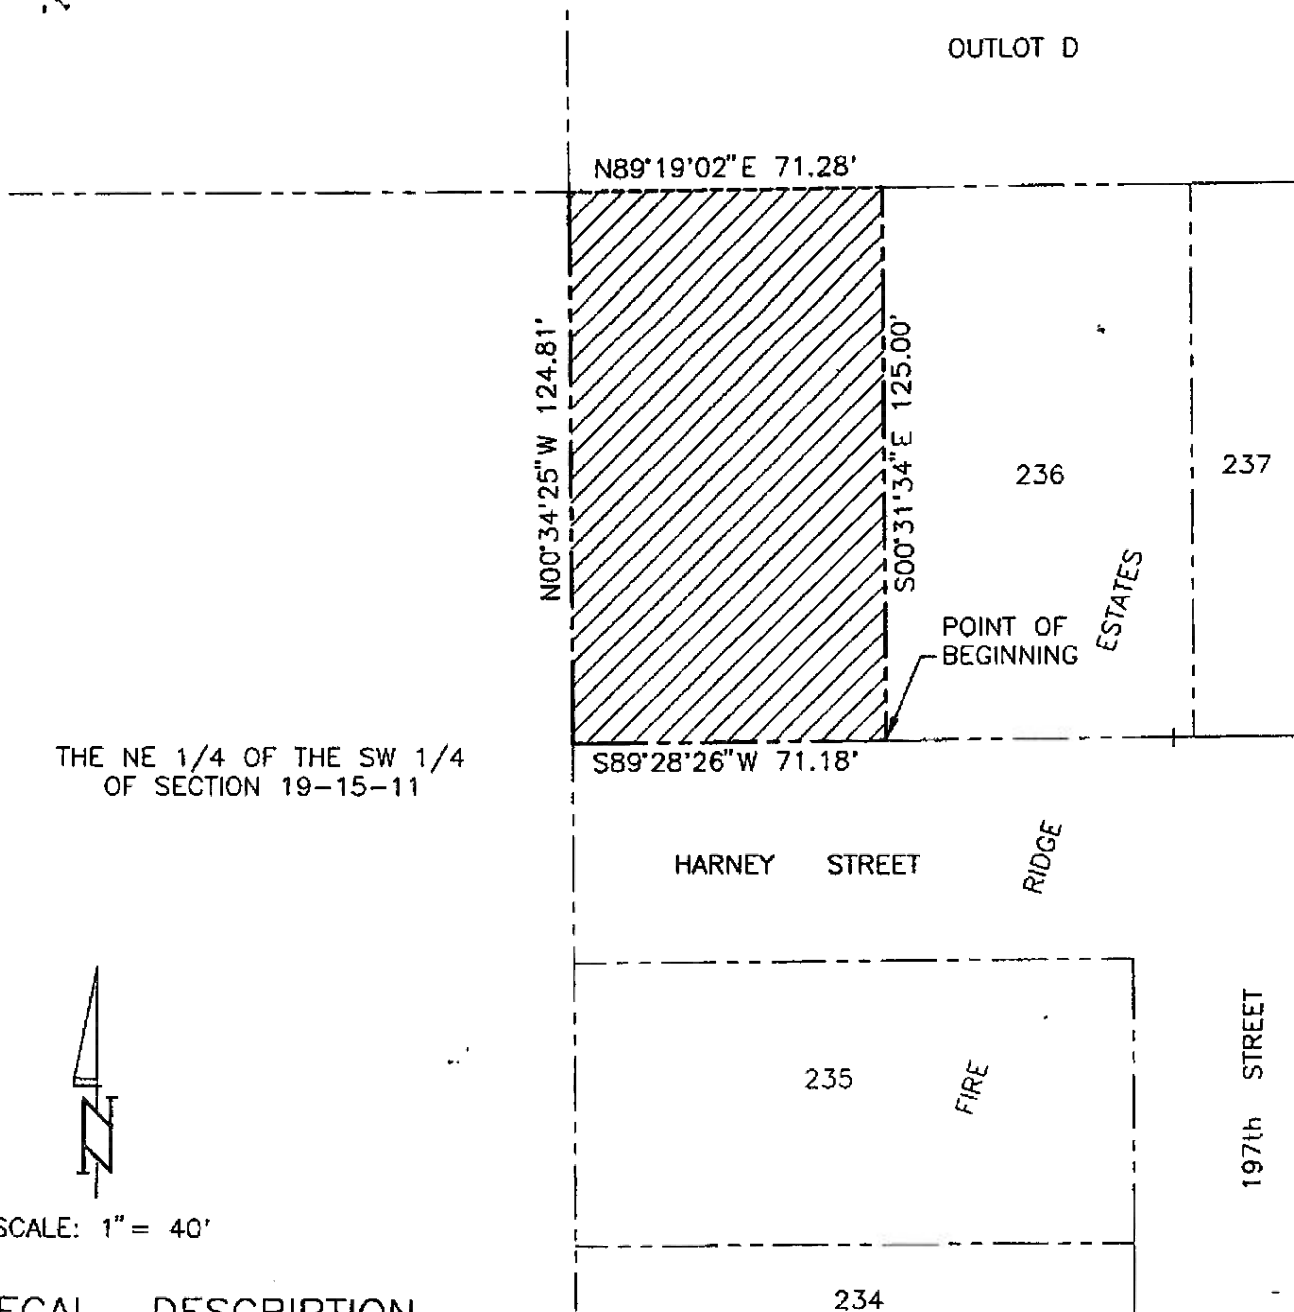 OUTLOT D
N89°19'02"E 71.28'
N00°34'25"W 124.81'
S00°31'34"E 125.00'
236
237
POINT OF
BEGINNING
ESTATES
S89°28'26"W 71.18'
THE NE 1/4 OF THE SW 1/4
OF SECTION 19-15-11
HARNEY STREET
RIDGE
235
FIRE
197th STREET
N
SCALE: 1" = 40'
234
LEGAL DESCRIPTION